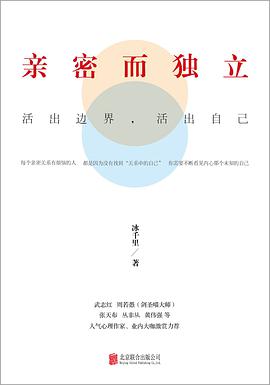 亲密而独立
活出边界．活出自己
每个亲密关系有烦恼的人　都是因为没有找到“关系中的自己”　你需要不断看见内心那个未知的自己
冰千里
著
武志红　周若愚（剑圣喵大师）
张天布　丛非从　黄伟强 等
人气心理作家、业内大咖激赏力荐
北京联合出版公司
Beijing United Publishing Co.,Ltd.